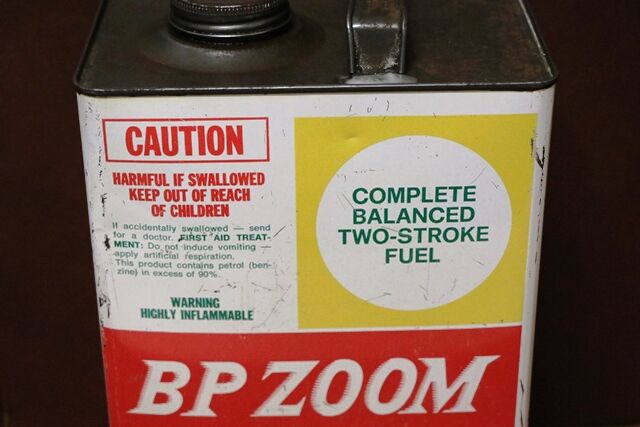 CAUTION
HARMFUL IF SWALLOWED
KEEP OUT OF REACH
OF CHILDREN
If accidentally swallowed — send
for a doctor. FIRST AID TREAT-
MENT: Do not induce vomiting —
apply artificial respiration.
This product contains petrol (ben-
zine) in excess of 90%.
WARNING
HIGHLY INFLAMMABLE
COMPLETE
BALANCED
TWO-STROKE
FUEL
BP ZOOM